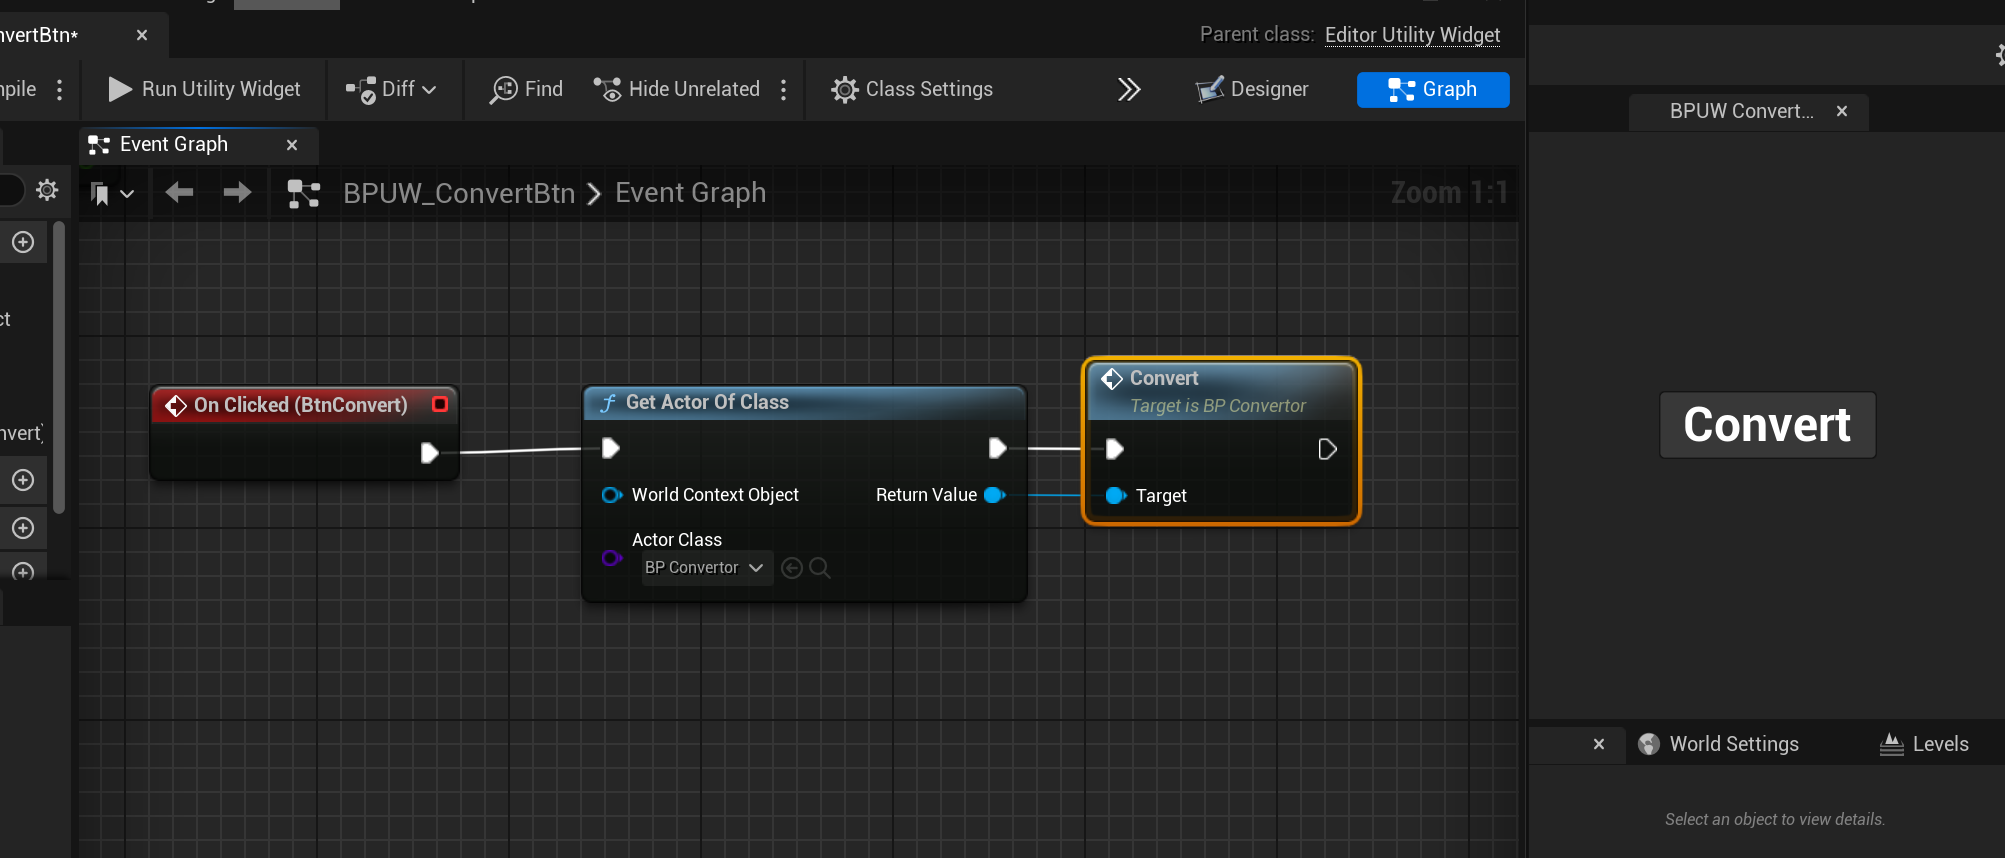 nvertBtn*
Parent class: Editor Utility Widget
mpile
Run Utility Widget
Diff
Find
Hide Unrelated
Class Settings
Designer
Graph
BPUW Convert...
Event Graph
BPUW_ConvertBtn > Event Graph
Zoom 1:1
ct
nvert)
On Clicked (BtnConvert)
f Get Actor Of Class
World Context Object
Return Value
Actor Class
BP Convertor
Convert
Target is BP Convertor
Target
Convert
World Settings
Levels
Select an object to view details.